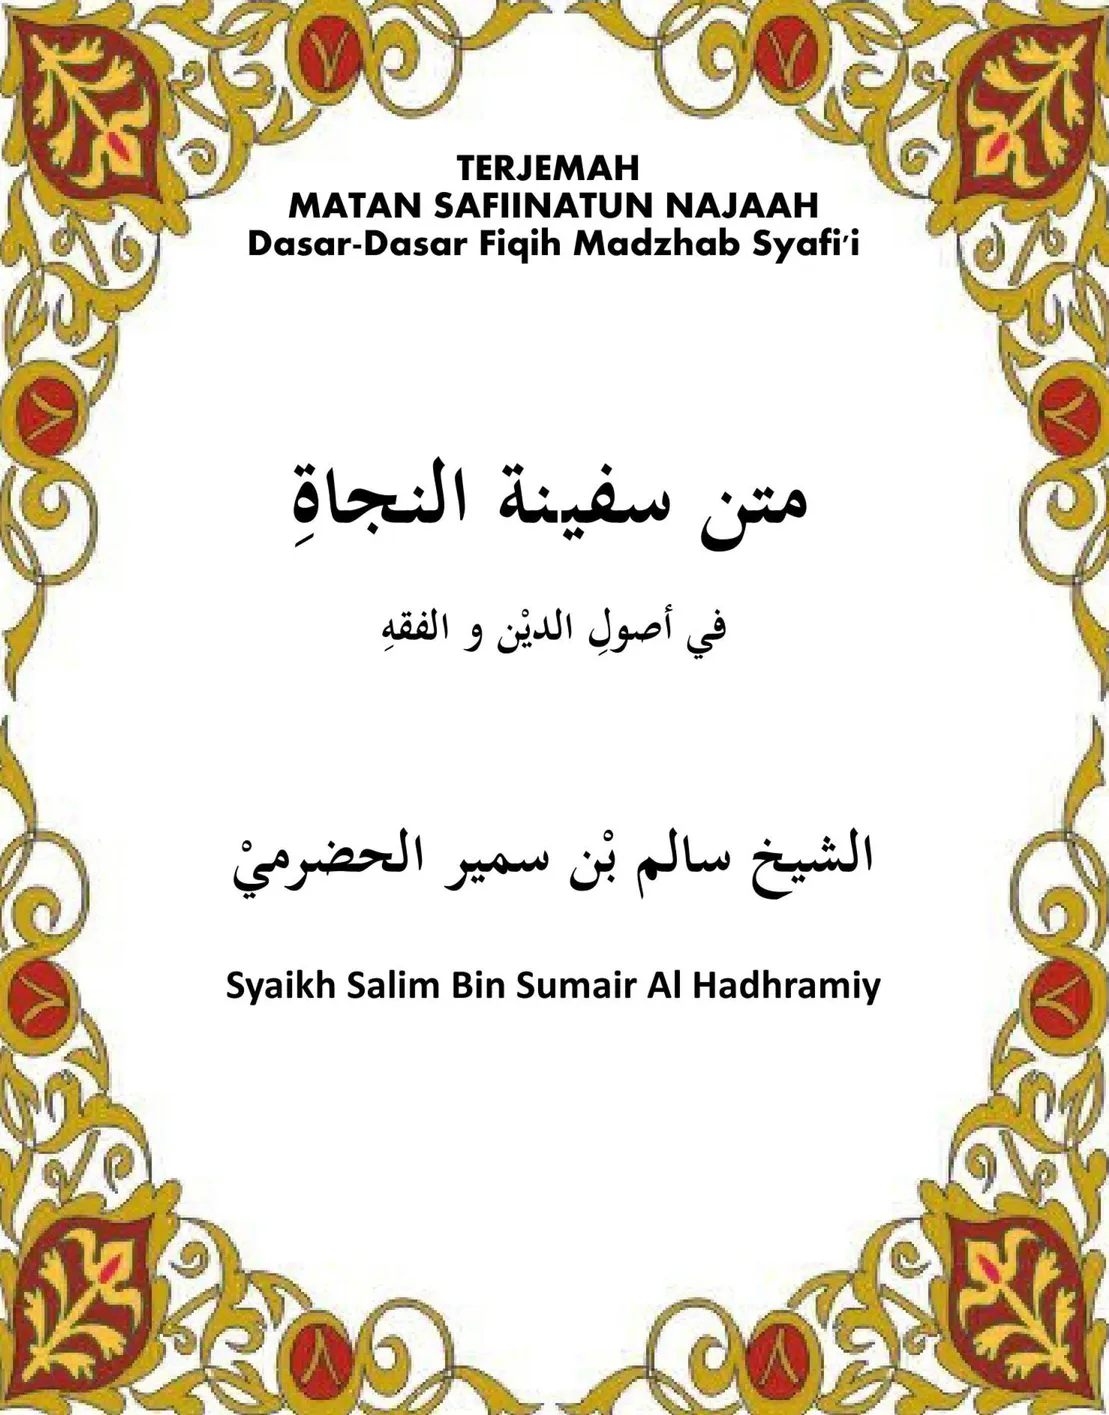 TERJEMAH
MATAN SAFIINATUN NAJAAH
Dasar-Dasar Fiqih Madzhab Syafi'i
متن سفينة النجاةِ
في أصولِ الديْن و الفقهِ
الشيخ سالم بْن سمير الحضرميْ
Syaikh Salim Bin Sumair Al Hadhramiy